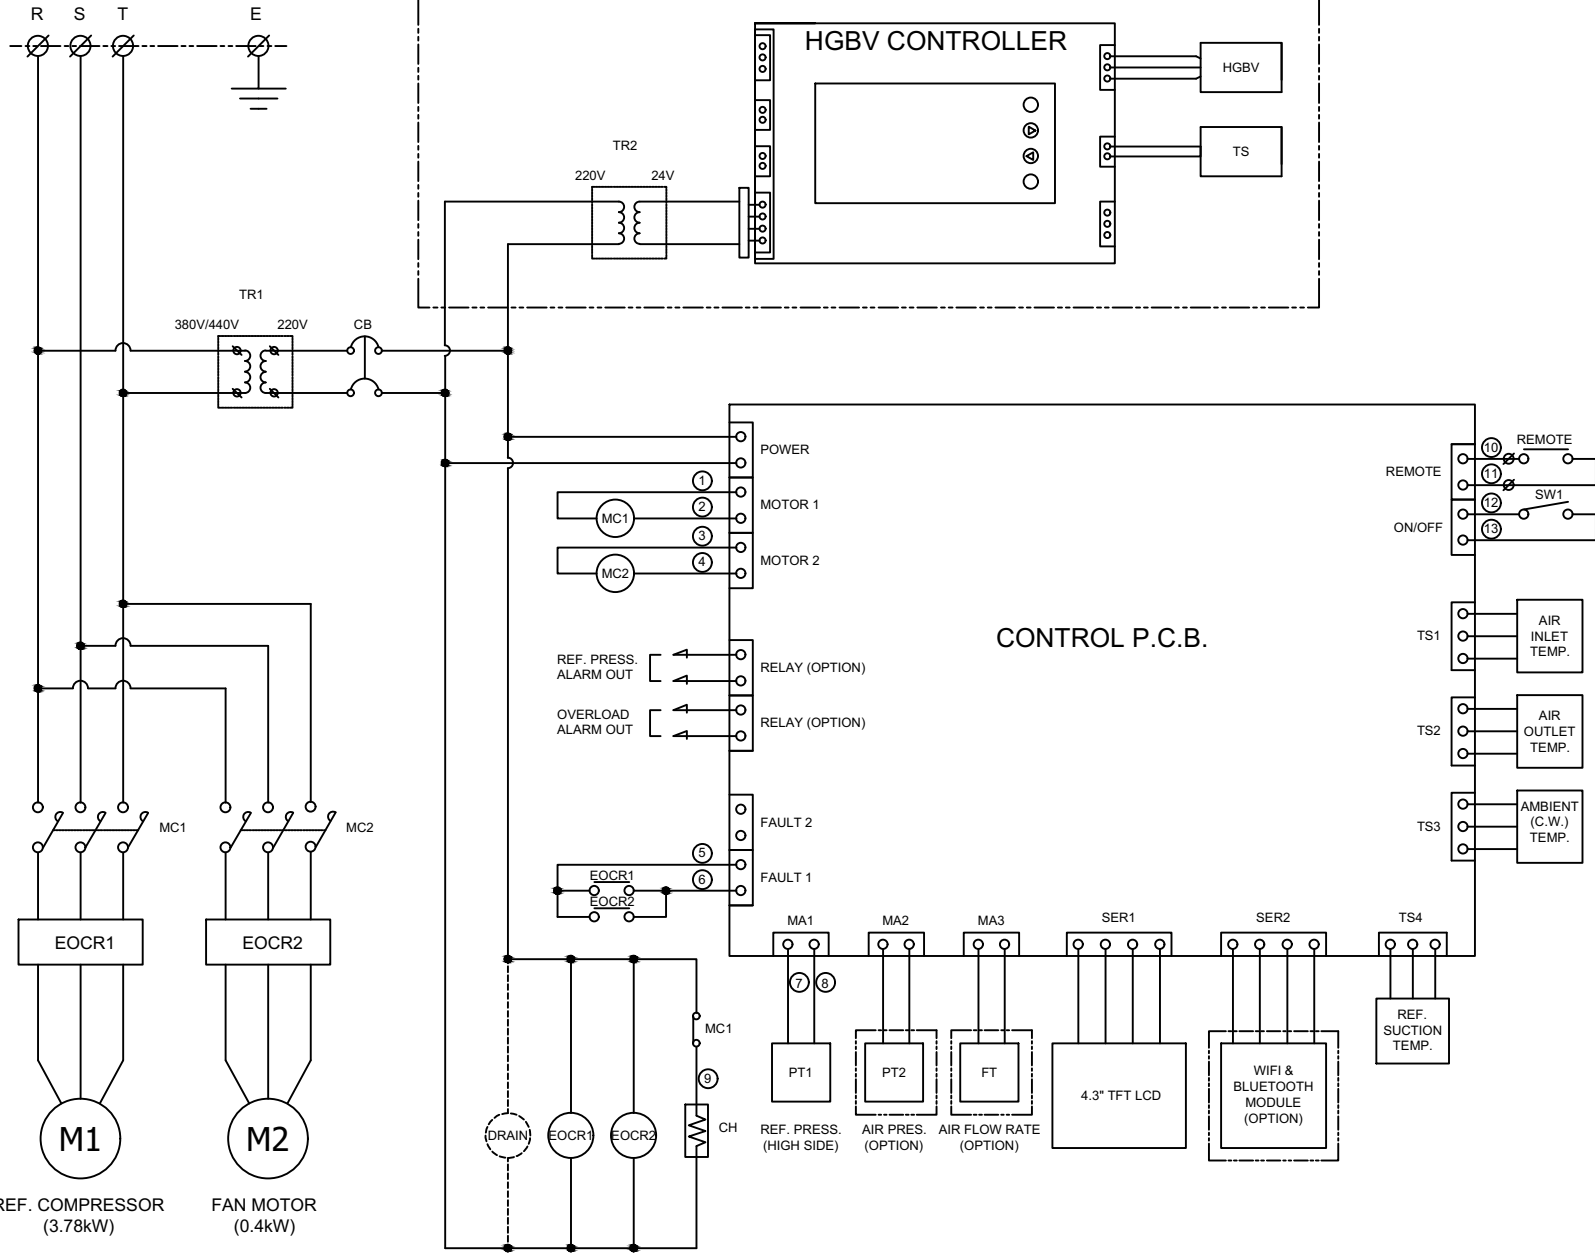 R S T E
HGBV CONTROLLER
HGBV
TS
TR2
220V 24V
TR1
380V/440V 220V CB
POWER
1
MOTOR 1
2
MC1
3
MOTOR 2
4
MC2
CONTROL P.C.B.
REMOTE
10
REMOTE
11
ON/OFF
12
SW1
13
TS1
AIR
INLET
TEMP.
TS2
AIR
OUTLET
TEMP.
TS3
AMBIENT
(C.W.)
TEMP.
REF. PRESS.
ALARM OUT
RELAY (OPTION)
OVERLOAD
ALARM OUT
RELAY (OPTION)
FAULT 2
5
FAULT 1
6
EOCR1
EOCR2
MC1
MC2
EOCR1
EOCR2
M1
M2
REF. COMPRESSOR
(3.78kW)
FAN MOTOR
(0.4kW)
DRAIN
EOCR1
EOCR2
MC1
9
CH
MA1
7 8
PT1
REF. PRESS.
(HIGH SIDE)
MA2
PT2
AIR PRES.
(OPTION)
MA3
FT
AIR FLOW RATE
(OPTION)
SER1
4.3" TFT LCD
SER2
WIFI &
BLUETOOTH
MODULE
(OPTION)
TS4
REF.
SUCTION
TEMP.